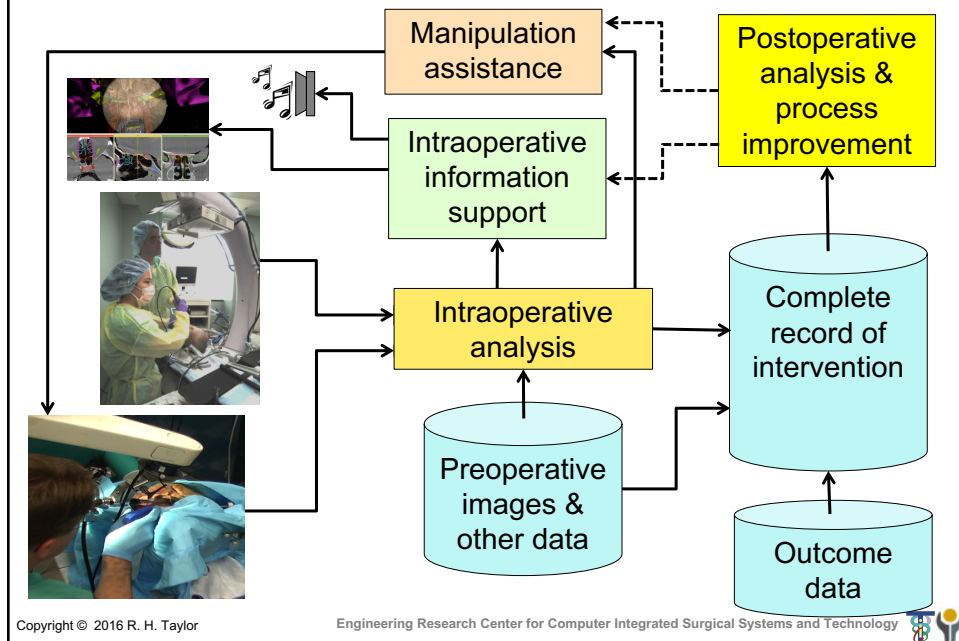 Manipulation
assistance
Postoperative
analysis &
process
improvement
Intraoperative
information
support
Intraoperative
analysis
Complete
record of
intervention
Preoperative
images &
other data
Outcome
data
Copyright © 2016 R. H. Taylor
Engineering Research Center for Computer Integrated Surgical Systems and Technology